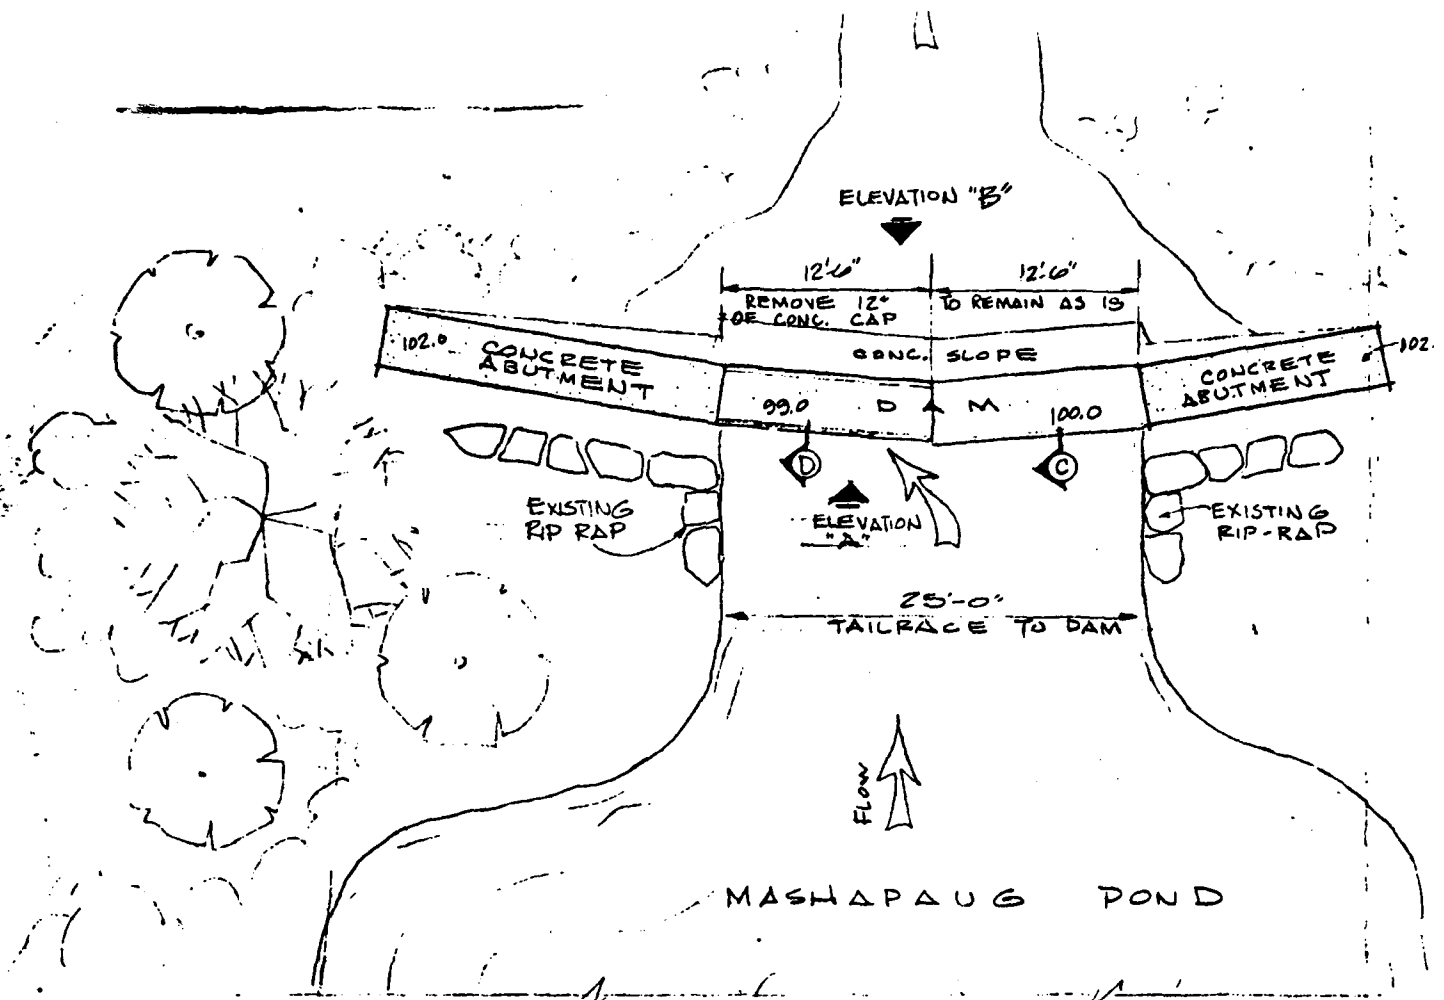 ELEVATION "B"
12'-6"
12'-6"
REMOVE 12"
OF CONC. CAP
TO REMAIN AS IS
102.0
CONCRETE
ABUTMENT
CONC. SLOPE
CONCRETE
ABUTMENT
102.
99.0
DAM
100.0
D
C
EXISTING
RIP RAP
ELEVATION
"A"
EXISTING
RIP-RAP
25'-0"
TAILRACE TO DAM
FLOW
MASHAPAUG POND